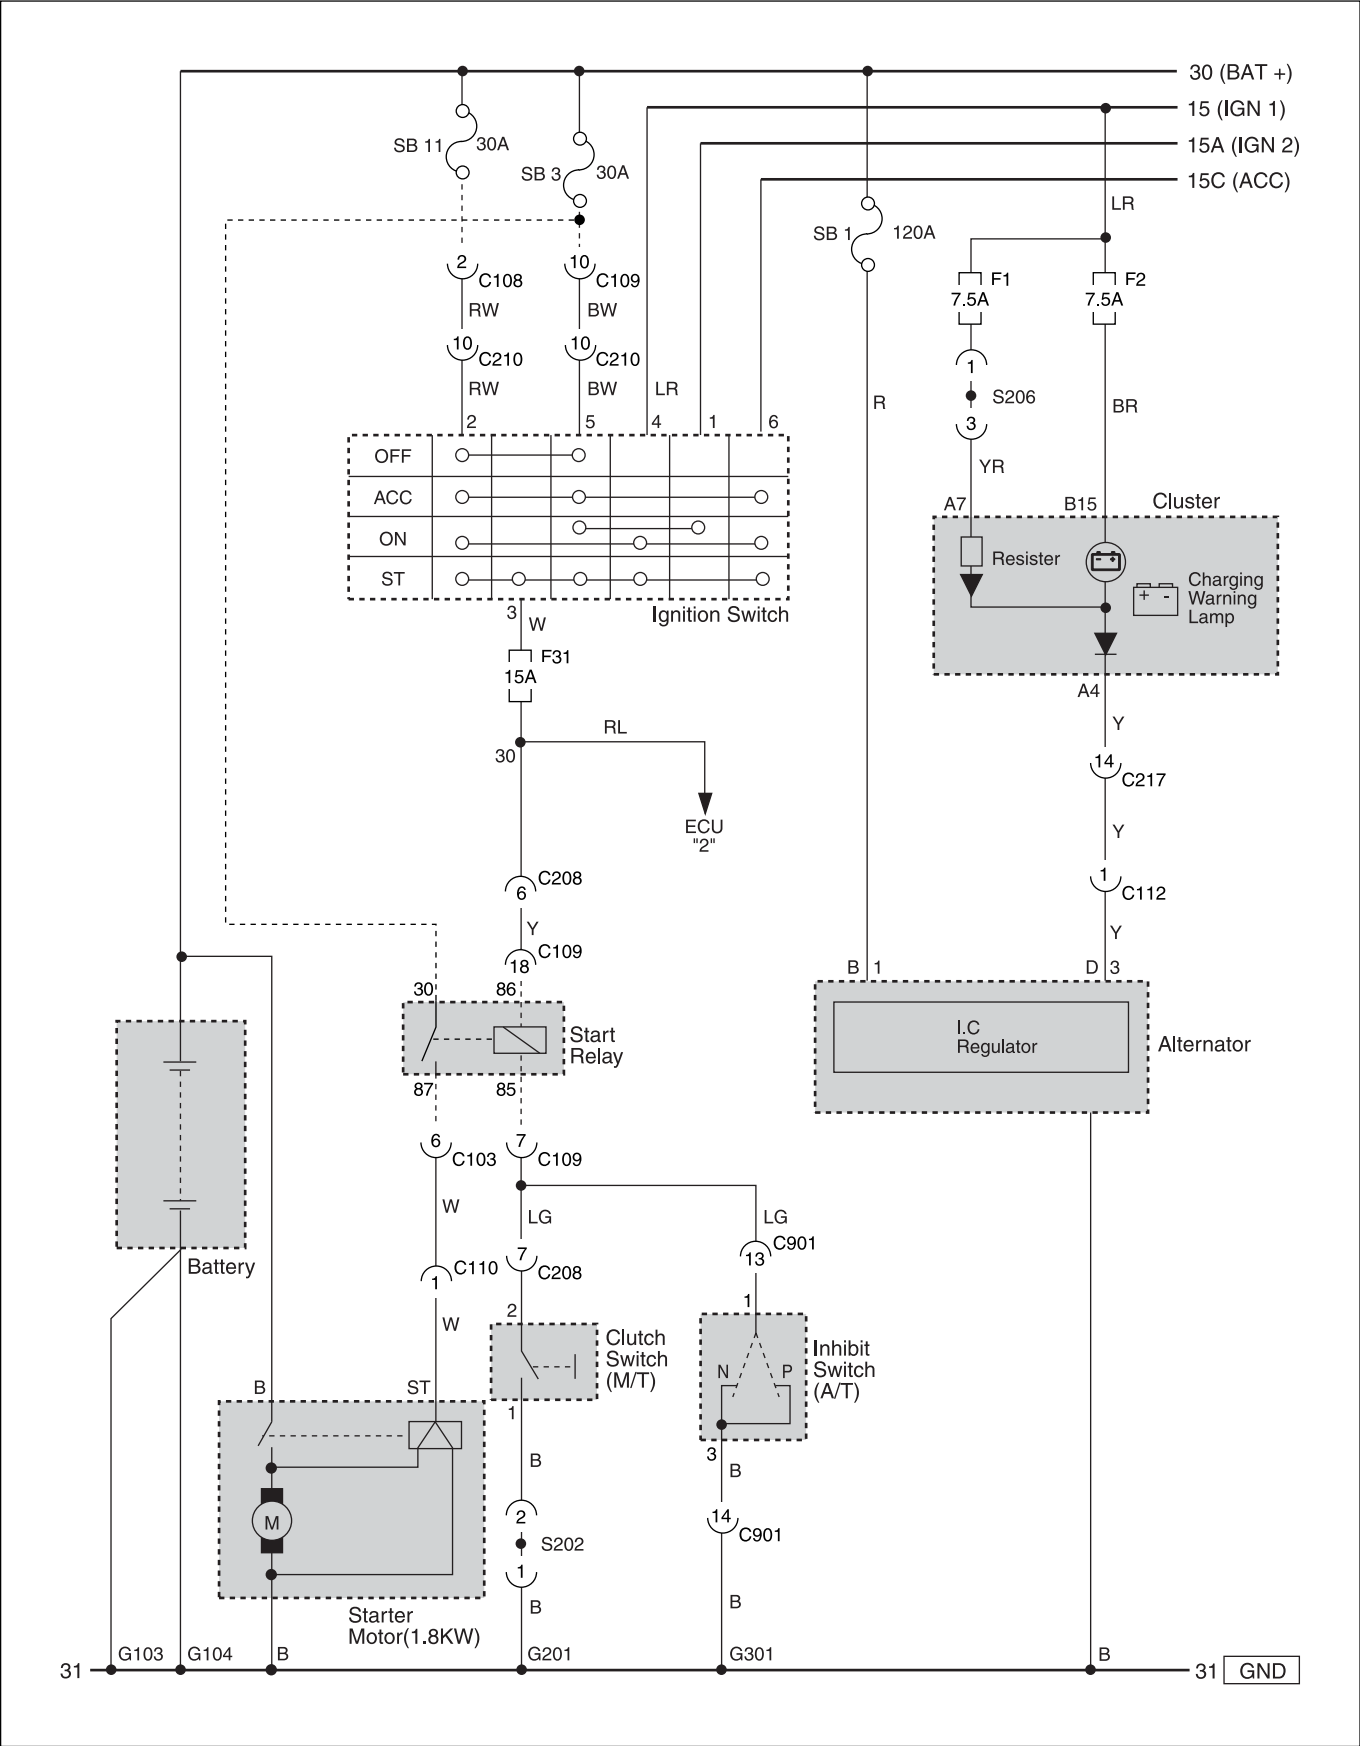 30 (BAT +)
15 (IGN 1)
15A (IGN 2)
15C (ACC)
SB 11 30A
SB 3 30A
SB 1 120A
LR
2 C108
10 C109
F1 7.5A
F2 7.5A
RW BW
10 C210
10 C210
1
S206
3
RW BW LR
R
BR
YR
2 5 4 1 6
OFF
ACC
ON
ST
Ignition Switch
3
W
A7 B15 Cluster
Resister
+ -
Charging
Warning
Lamp
A4
F31
15A
30
RL
ECU
"2"
Y
14
C217
Y
1
C112
Y
C208
6
Y
C109
18
30 86
Start
Relay
87 85
B 1
D 3
I.C
Regulator
Alternator
6 C103
7 C109
W LG LG
C110
1
7
C208
C901
13
Battery
W
2
Clutch
Switch
(M/T)
1
1
N P
Inhibit
Switch
(A/T)
3
B ST
M
Starter
Motor(1.8KW)
B
2
S202
1
B
B
14
C901
B
31 G103 G104 B G201 G301 B 31 GND